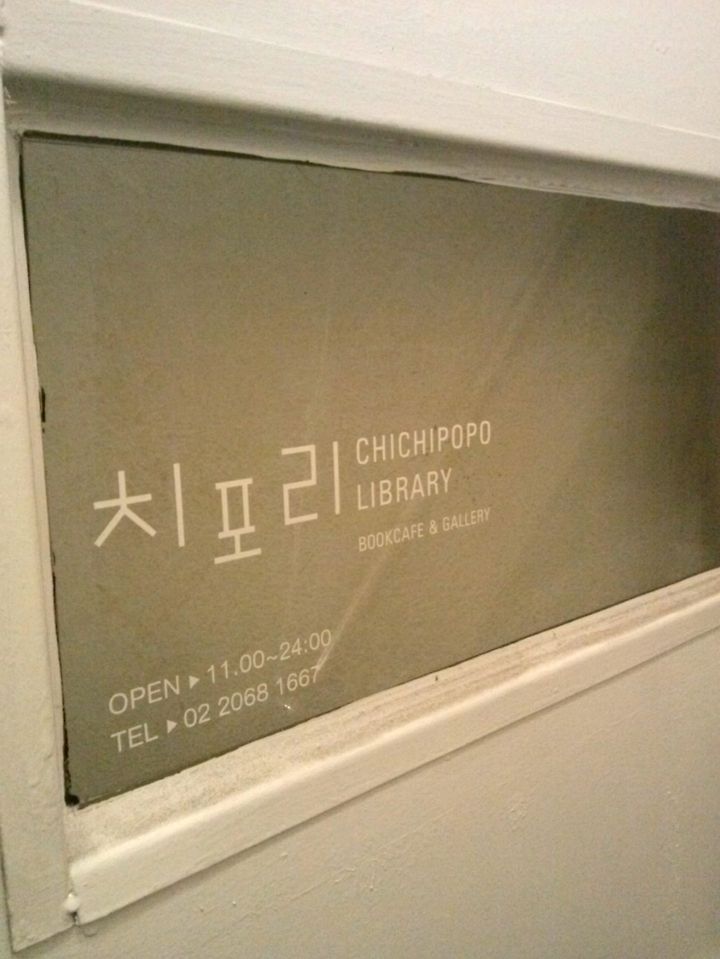 치포리
CHICHIPOPO
LIBRARY
BOOKCAFE & GALLERY
OPEN ▶ 11.00~24:00
TEL ▶ 02 2068 1667